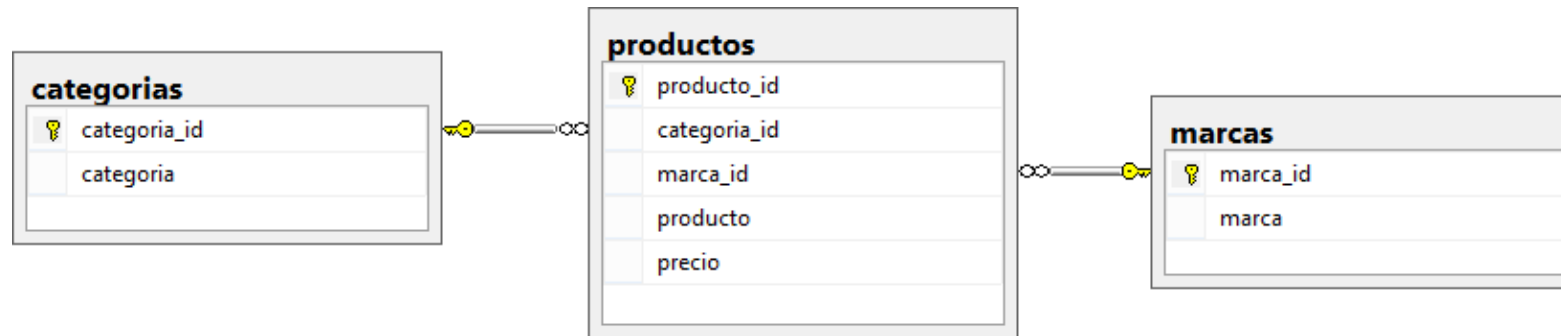 categorias
categoria_id
categoria
productos
producto_id
categoria_id
marca_id
producto
precio
marcas
marca_id
marca